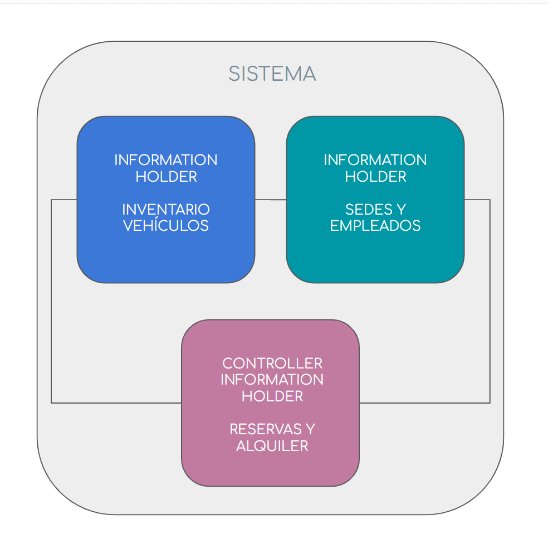 SISTEMA
INFORMATION
HOLDER
INVENTARIO
VEHÍCULOS
INFORMATION
HOLDER
SEDES Y
EMPLEADOS
CONTROLLER
INFORMATION
HOLDER
RESERVAS Y
ALQUILER